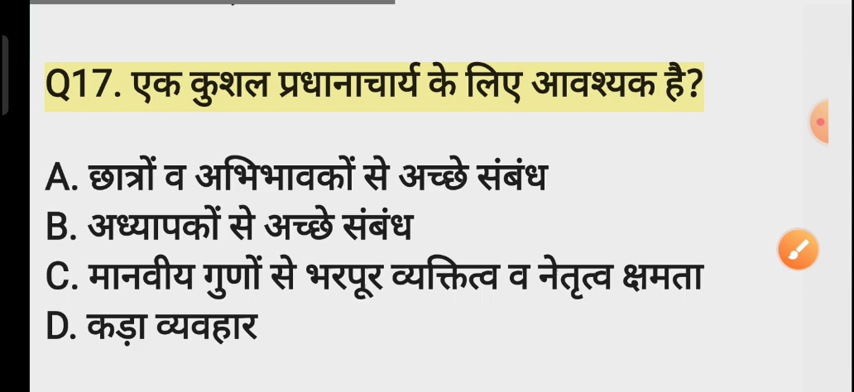 Q17. एक कुशल प्रधानाचार्य के लिए आवश्यक है?
A. छात्रों व अभिभावकों से अच्छे संबंध
B. अध्यापकों से अच्छे संबंध
C. मानवीय गुणों से भरपूर व्यक्तित्व व नेतृत्व क्षमता
D. कड़ा व्यवहार